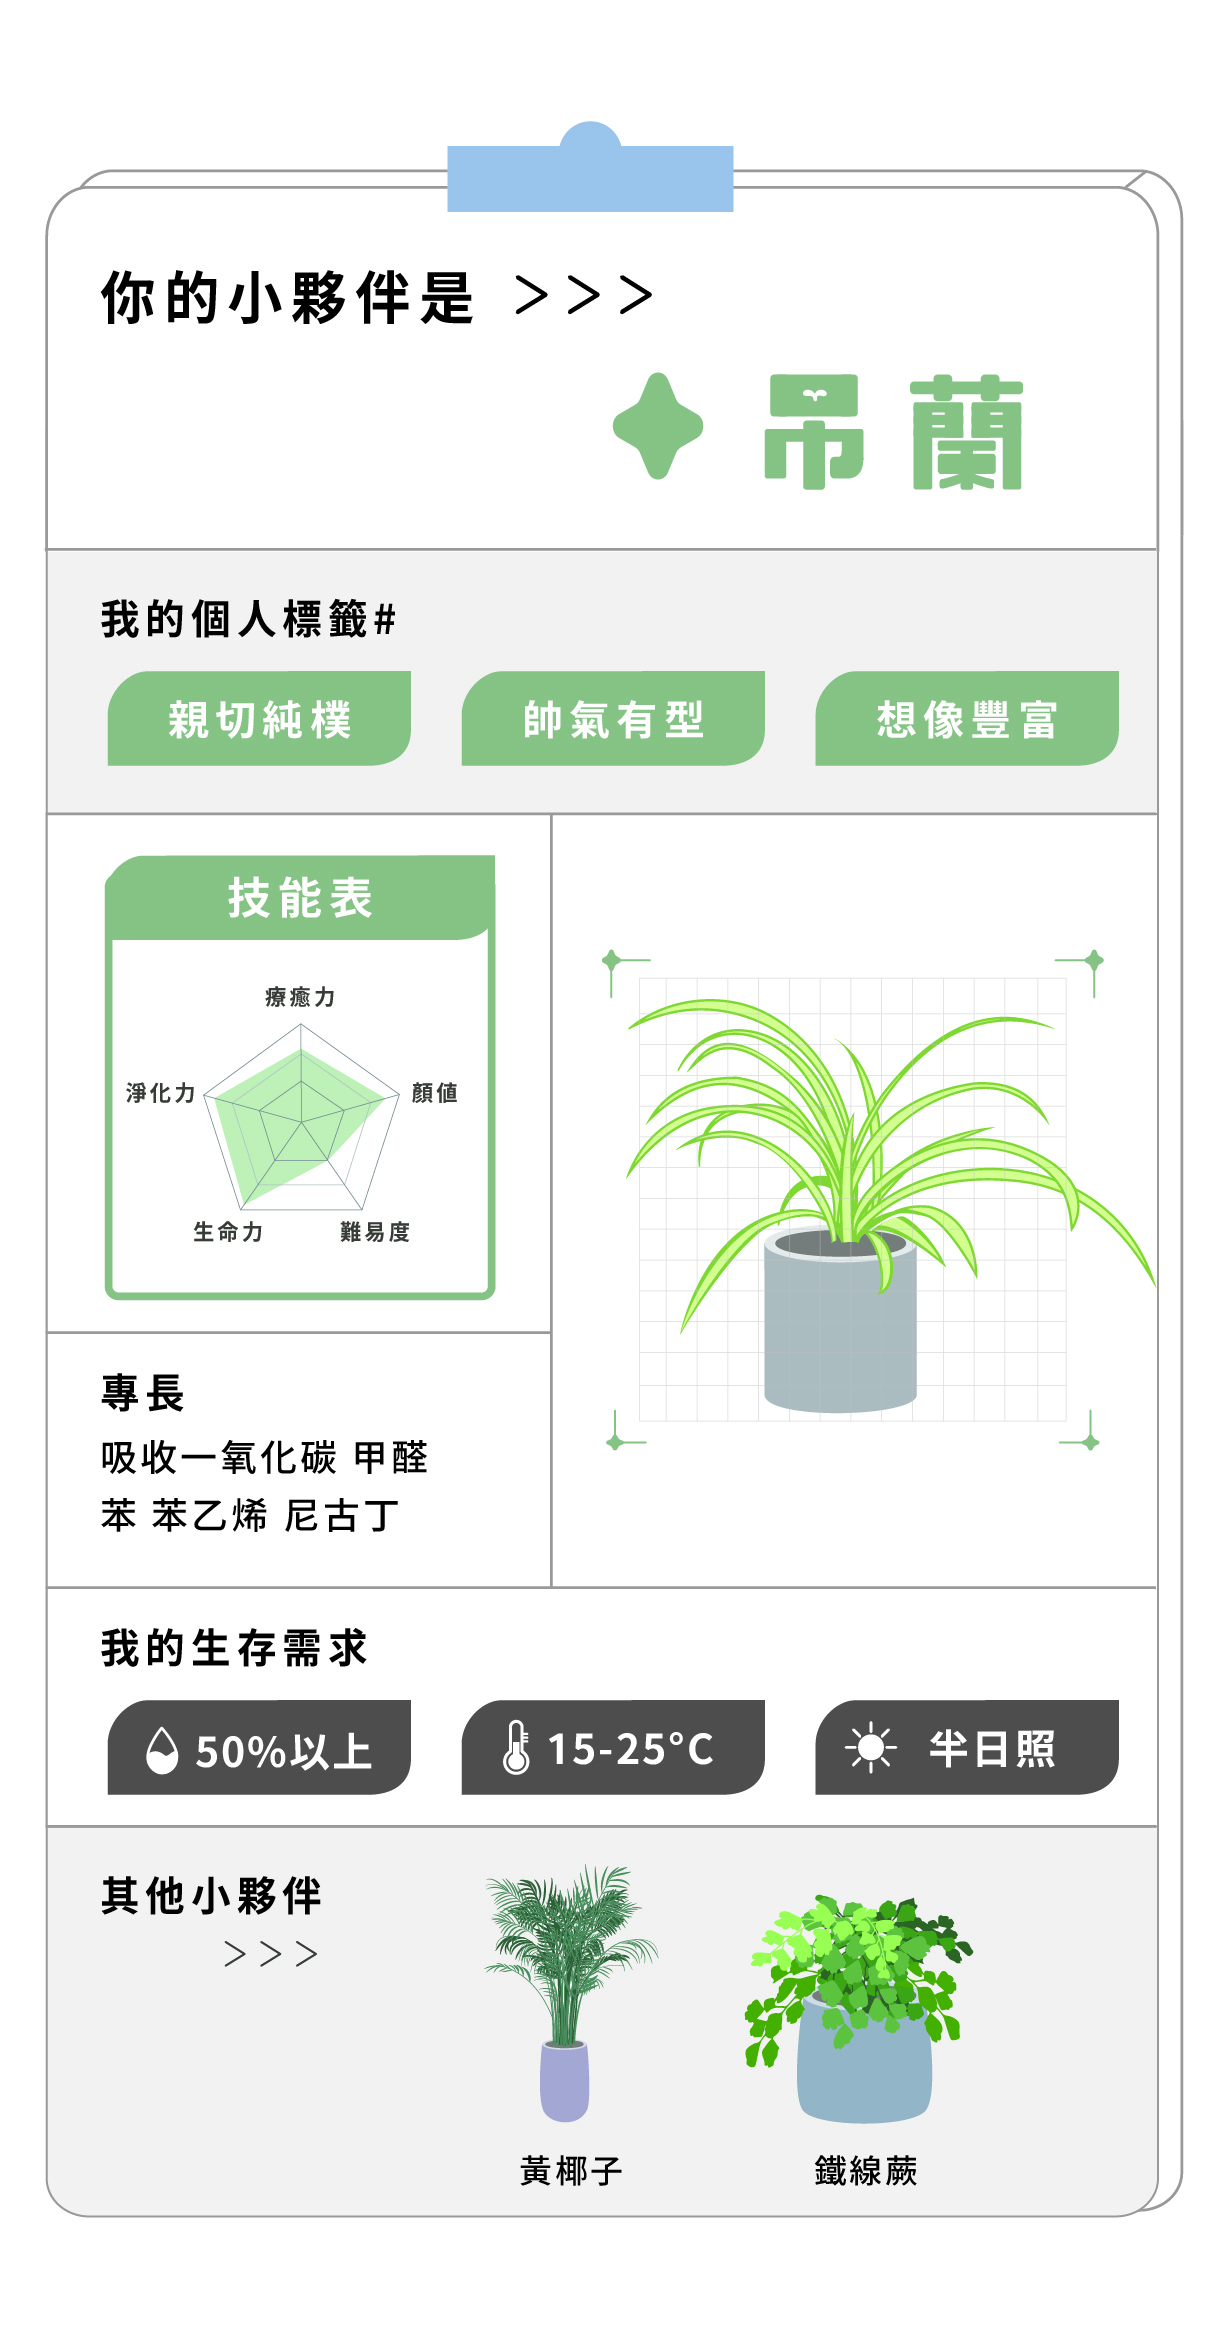 你的小夥伴是 >>>
吊蘭
我的個人標籤#
親切純樸
帥氣有型
想像豐富
技能表
療癒力
淨化力
顏值
生命力
難易度
專長
吸收一氧化碳 甲醛
苯 苯乙烯 尼古丁
我的生存需求
50%以上
15-25°C
半日照
其他小夥伴
>>>
黃椰子
鐵線蕨